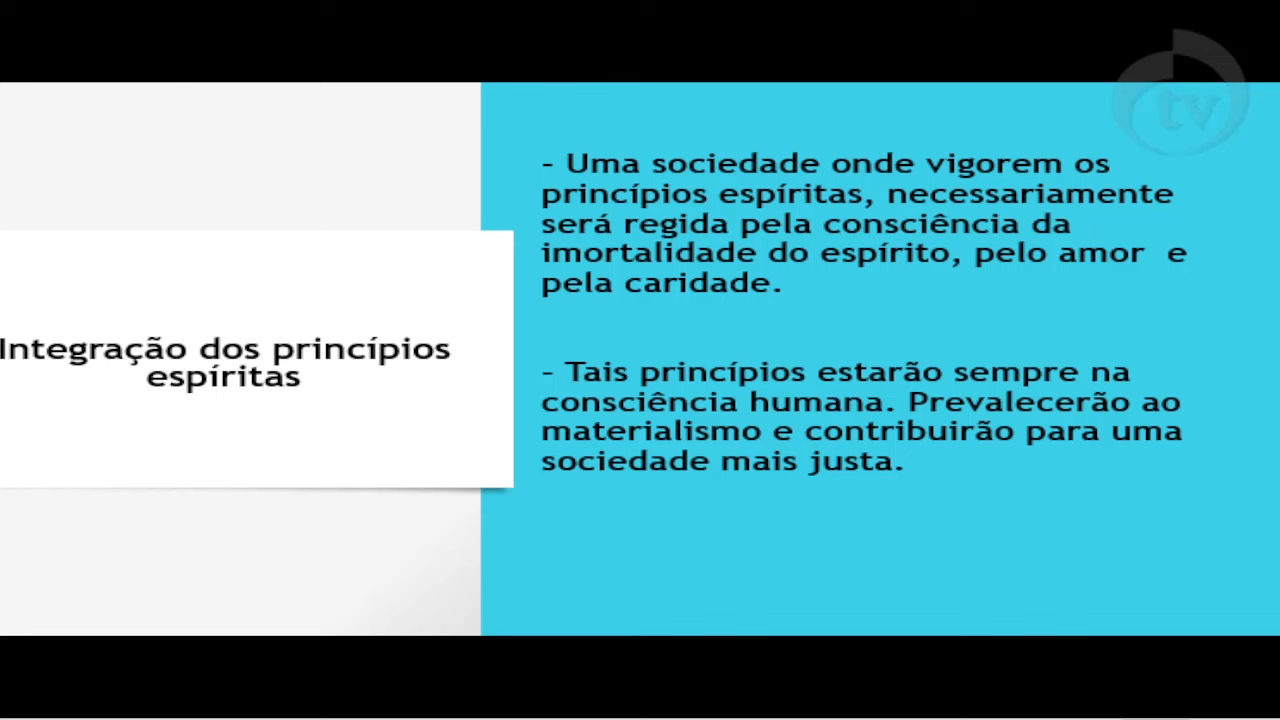 tv
- Uma sociedade onde vigorem os
princípios espíritas, necessariamente
será regida pela consciência da
imortalidade do espírito, pelo amor e
pela caridade.
Integração dos princípios
espíritas
- Tais princípios estarão sempre na
consciência humana. Prevalecerão ao
materialismo e contribuirão para uma
sociedade mais justa.